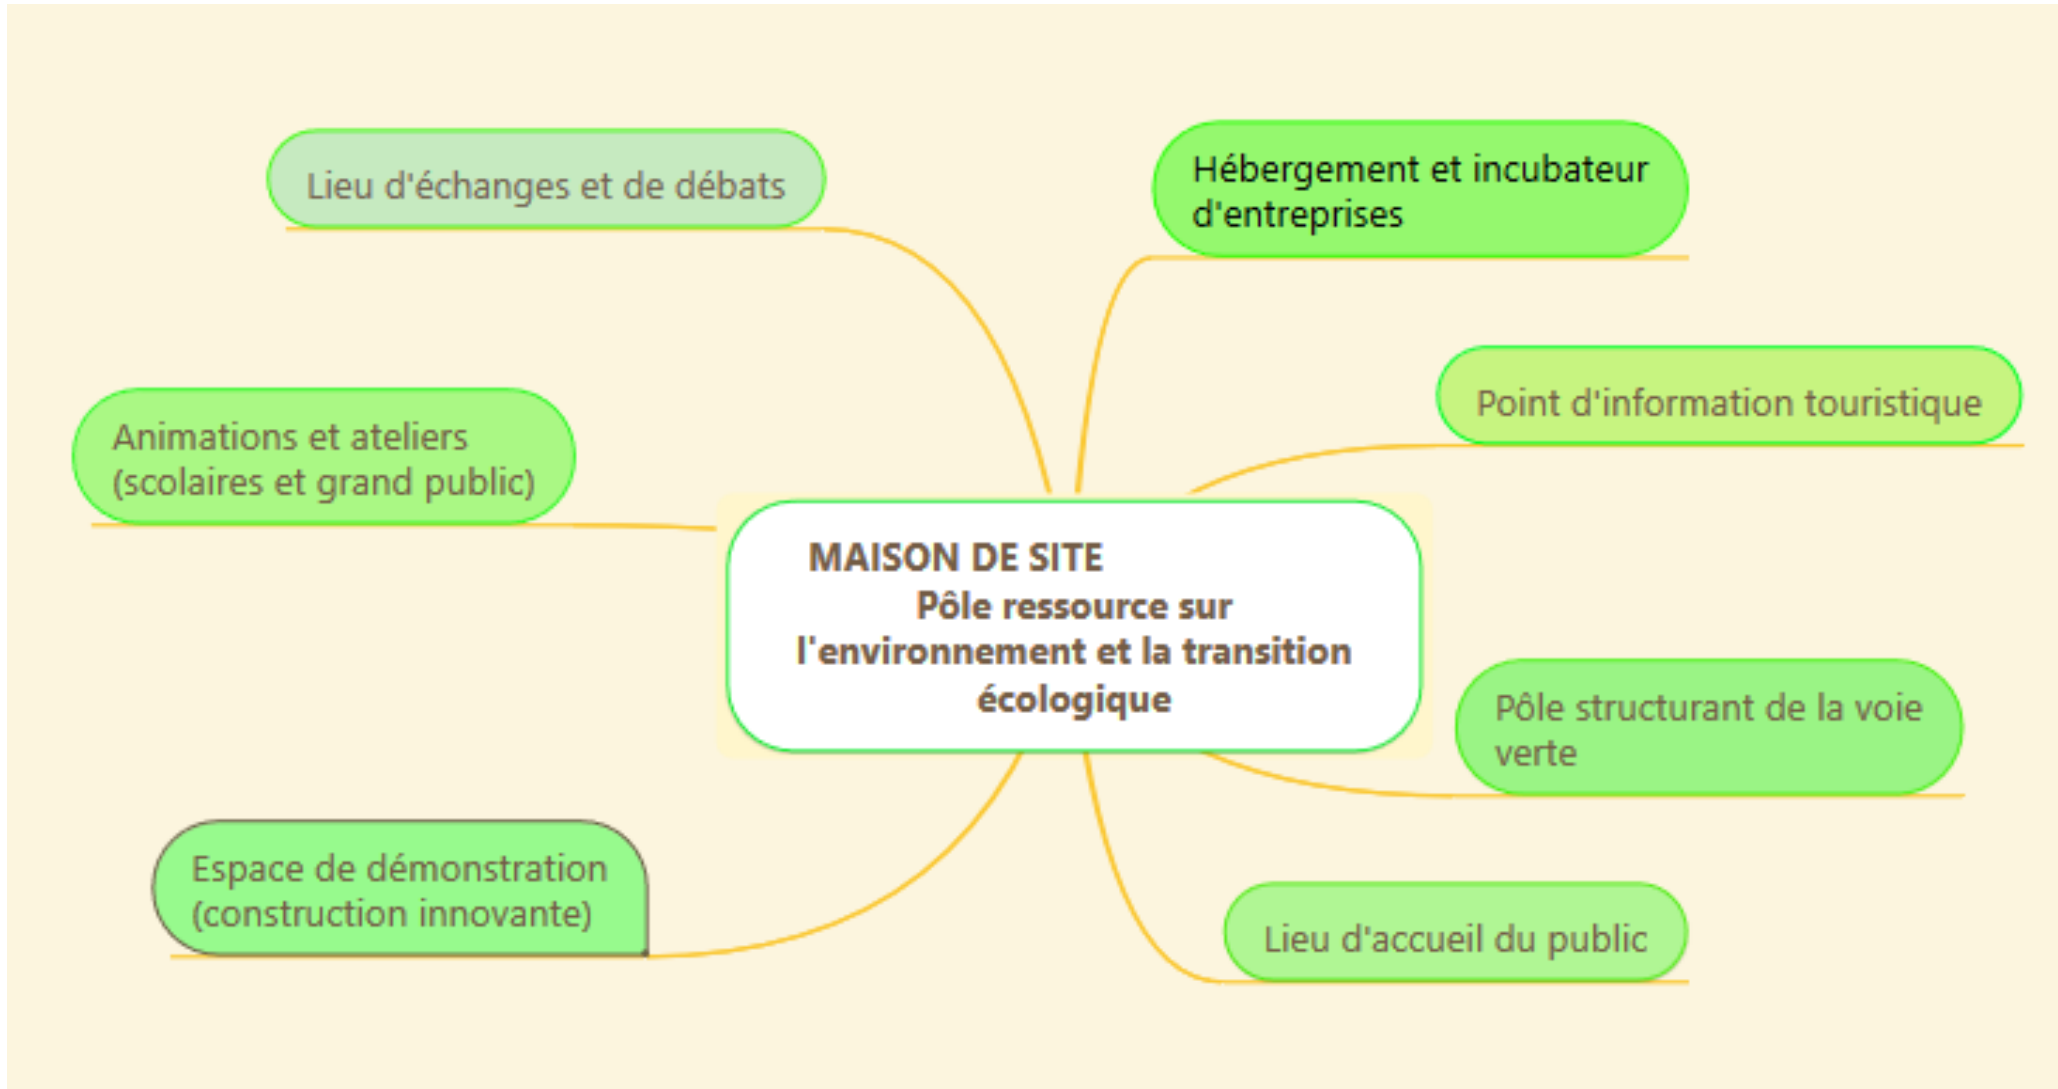 Lieu d'échanges et de débats
Hébergement et incubateur
d'entreprises
Point d'information touristique
Animations et ateliers
(scolaires et grand public)
MAISON DE SITE
Pôle ressource sur
l'environnement et la transition
écologique
Pôle structurant de la voie
verte
Espace de démonstration
(construction innovante)
Lieu d'accueil du public